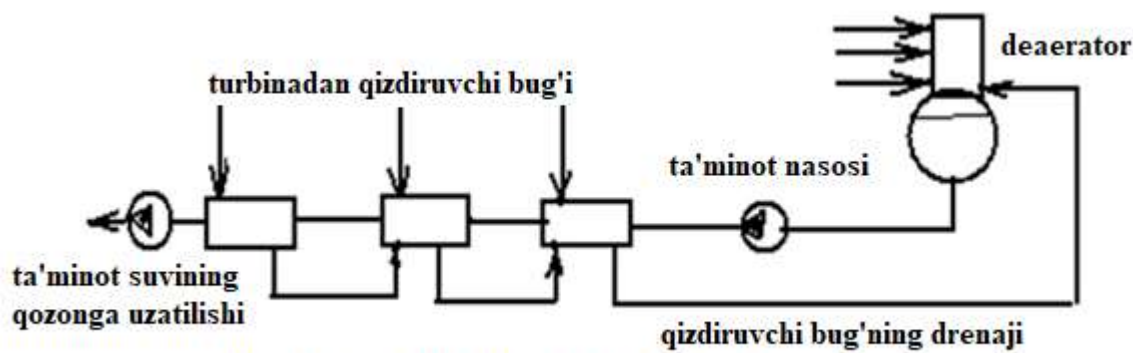 deaerator
turbinadan qizdiruvchi bug'i
ta'minot nasosi
ta'minot suvining
qozonga uzatilishi
qizdiruvchi bug'ning drenaji